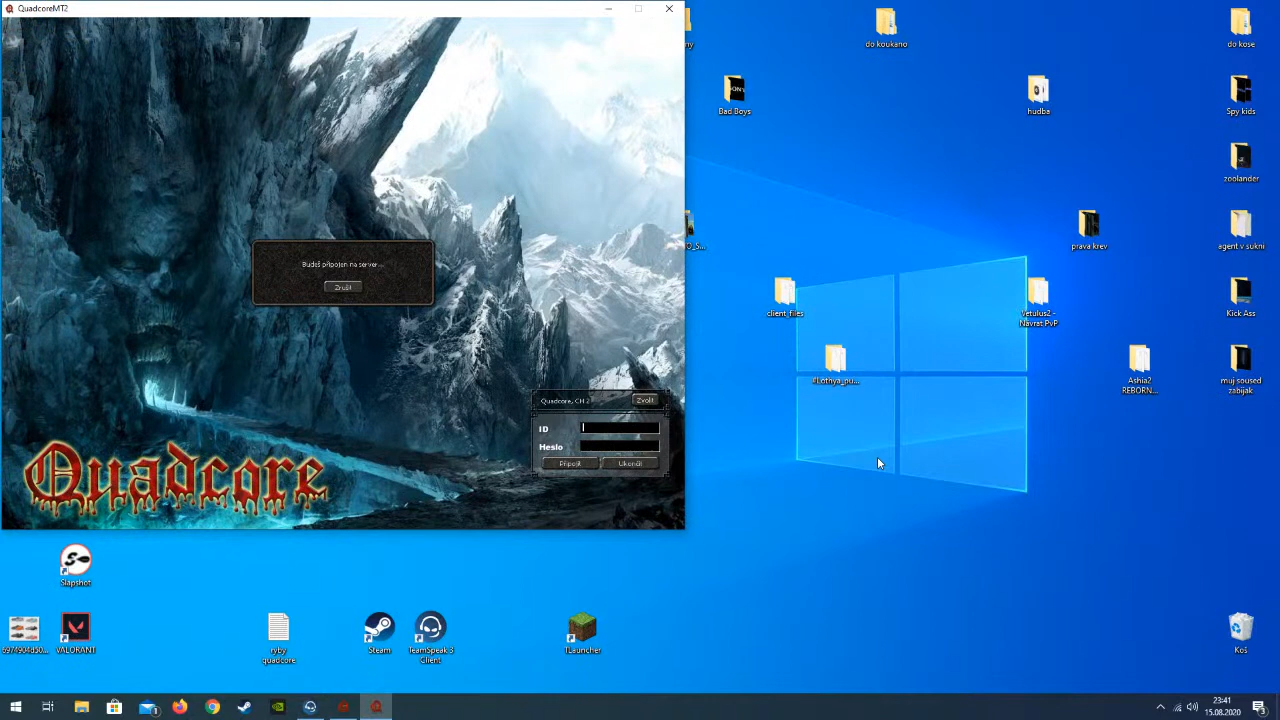 QuadcoreMT2
Budeš připojen na server...
Zrušit
Quadcore, CH 2
Zvolit
ID
Heslo
Připojit
Ukončit
Quadcore
do koukano
do kose
Bad Boys
hudba
Spy kids
zoolander
prava krev
agent v sukni
client_files
Vetulus2 -
Návrat PvP
Kick Ass
#Lothya_pu...
Ashia2
REBORN...
muj soused
zabijak
Slapshot
VALORANT
ryby
quadcore
Steam
TeamSpeak 3
Client
TLauncher
Koš
23:41
15.08.2020